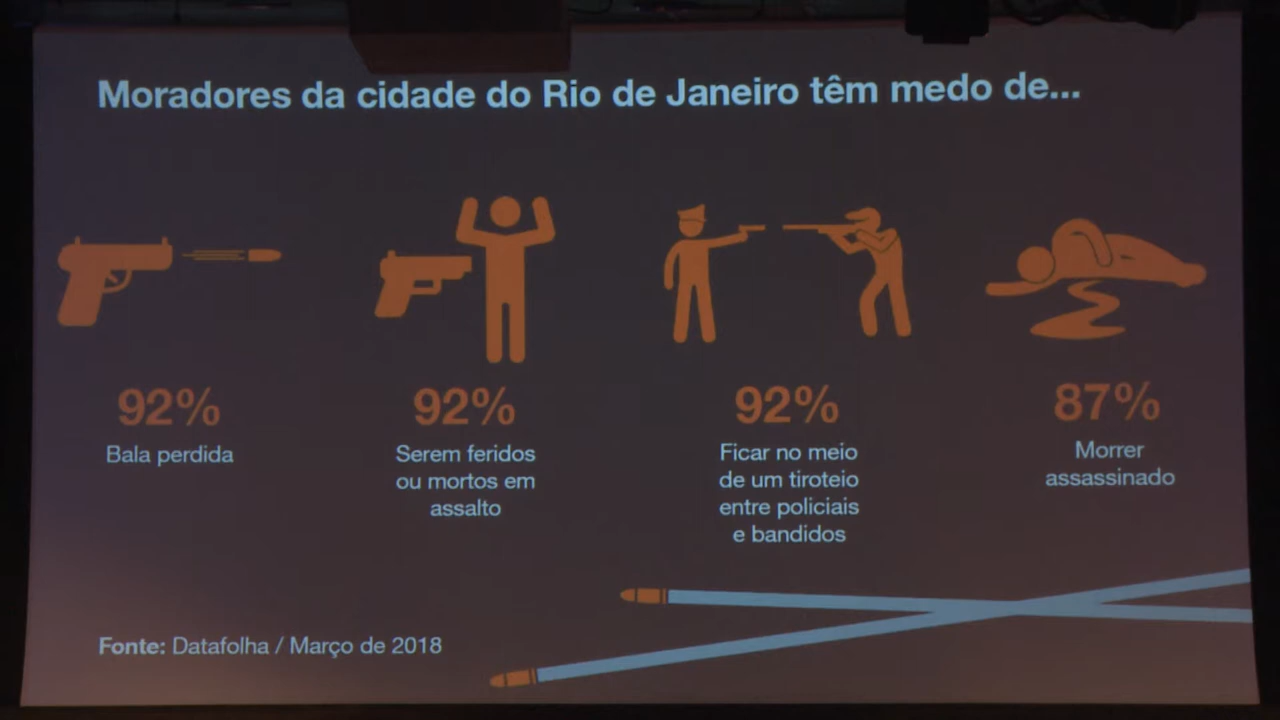 Moradores da cidade do Rio de Janeiro têm medo de...
92%
Bala perdida
92%
Serem feridos
ou mortos em
assalto
92%
Ficar no meio
de um tiroteio
entre policiais
e bandidos
87%
Morrer
assassinado
Fonte: Datafolha / Março de 2018